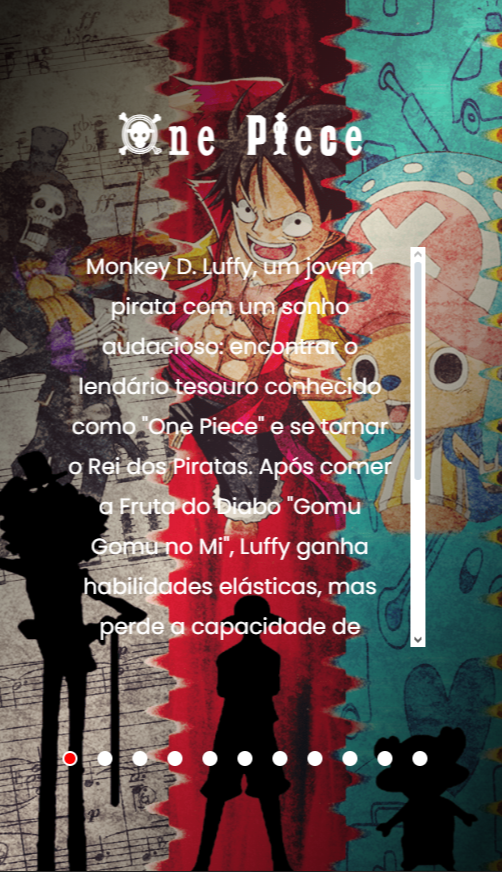 One Piece
Monkey D. Luffy, um jovem
pirata com um sonho
audacioso: encontrar o
lendário tesouro conhecido
como "One Piece" e se tornar
o Rei dos Piratas. Após comer
a Fruta do Diabo "Gomu
Gomu no Mi", Luffy ganha
habilidades elásticas, mas
perde a capacidade de